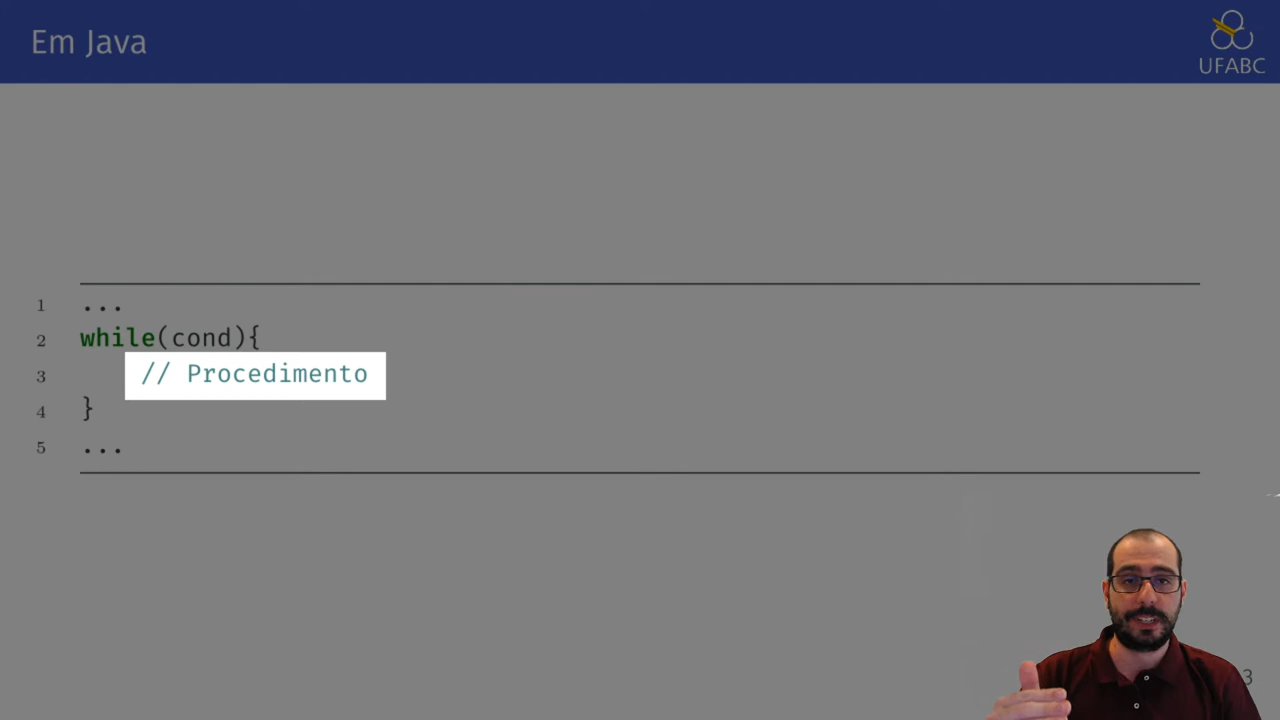 Em Java
UFABC
1 ...
2 while(cond){
3 // Procedimento
4 }
5 ...
3